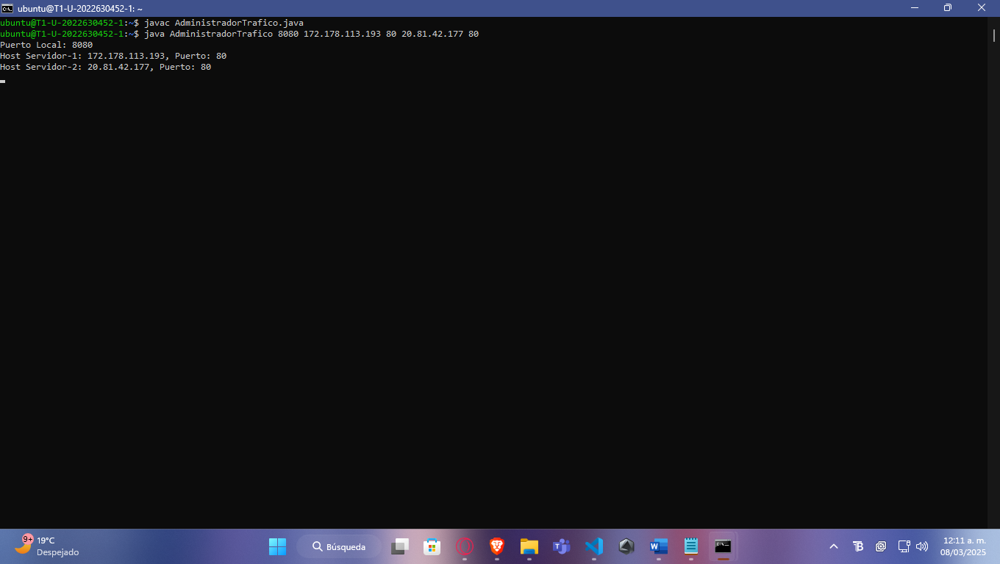 ubuntu@T1-U-2022630452-1: ~
ubuntu@T1-U-2022630452-1:~$ javac AdministradorTrafico.java
ubuntu@T1-U-2022630452-1:~$ java AdministradorTrafico 8080 172.178.113.193 80 20.81.42.177 80
Puerto Local: 8080
Host Servidor-1: 172.178.113.193, Puerto: 80
Host Servidor-2: 20.81.42.177, Puerto: 80
9+
19°C
Despejado
Búsqueda
12:11 a. m.
08/03/2025